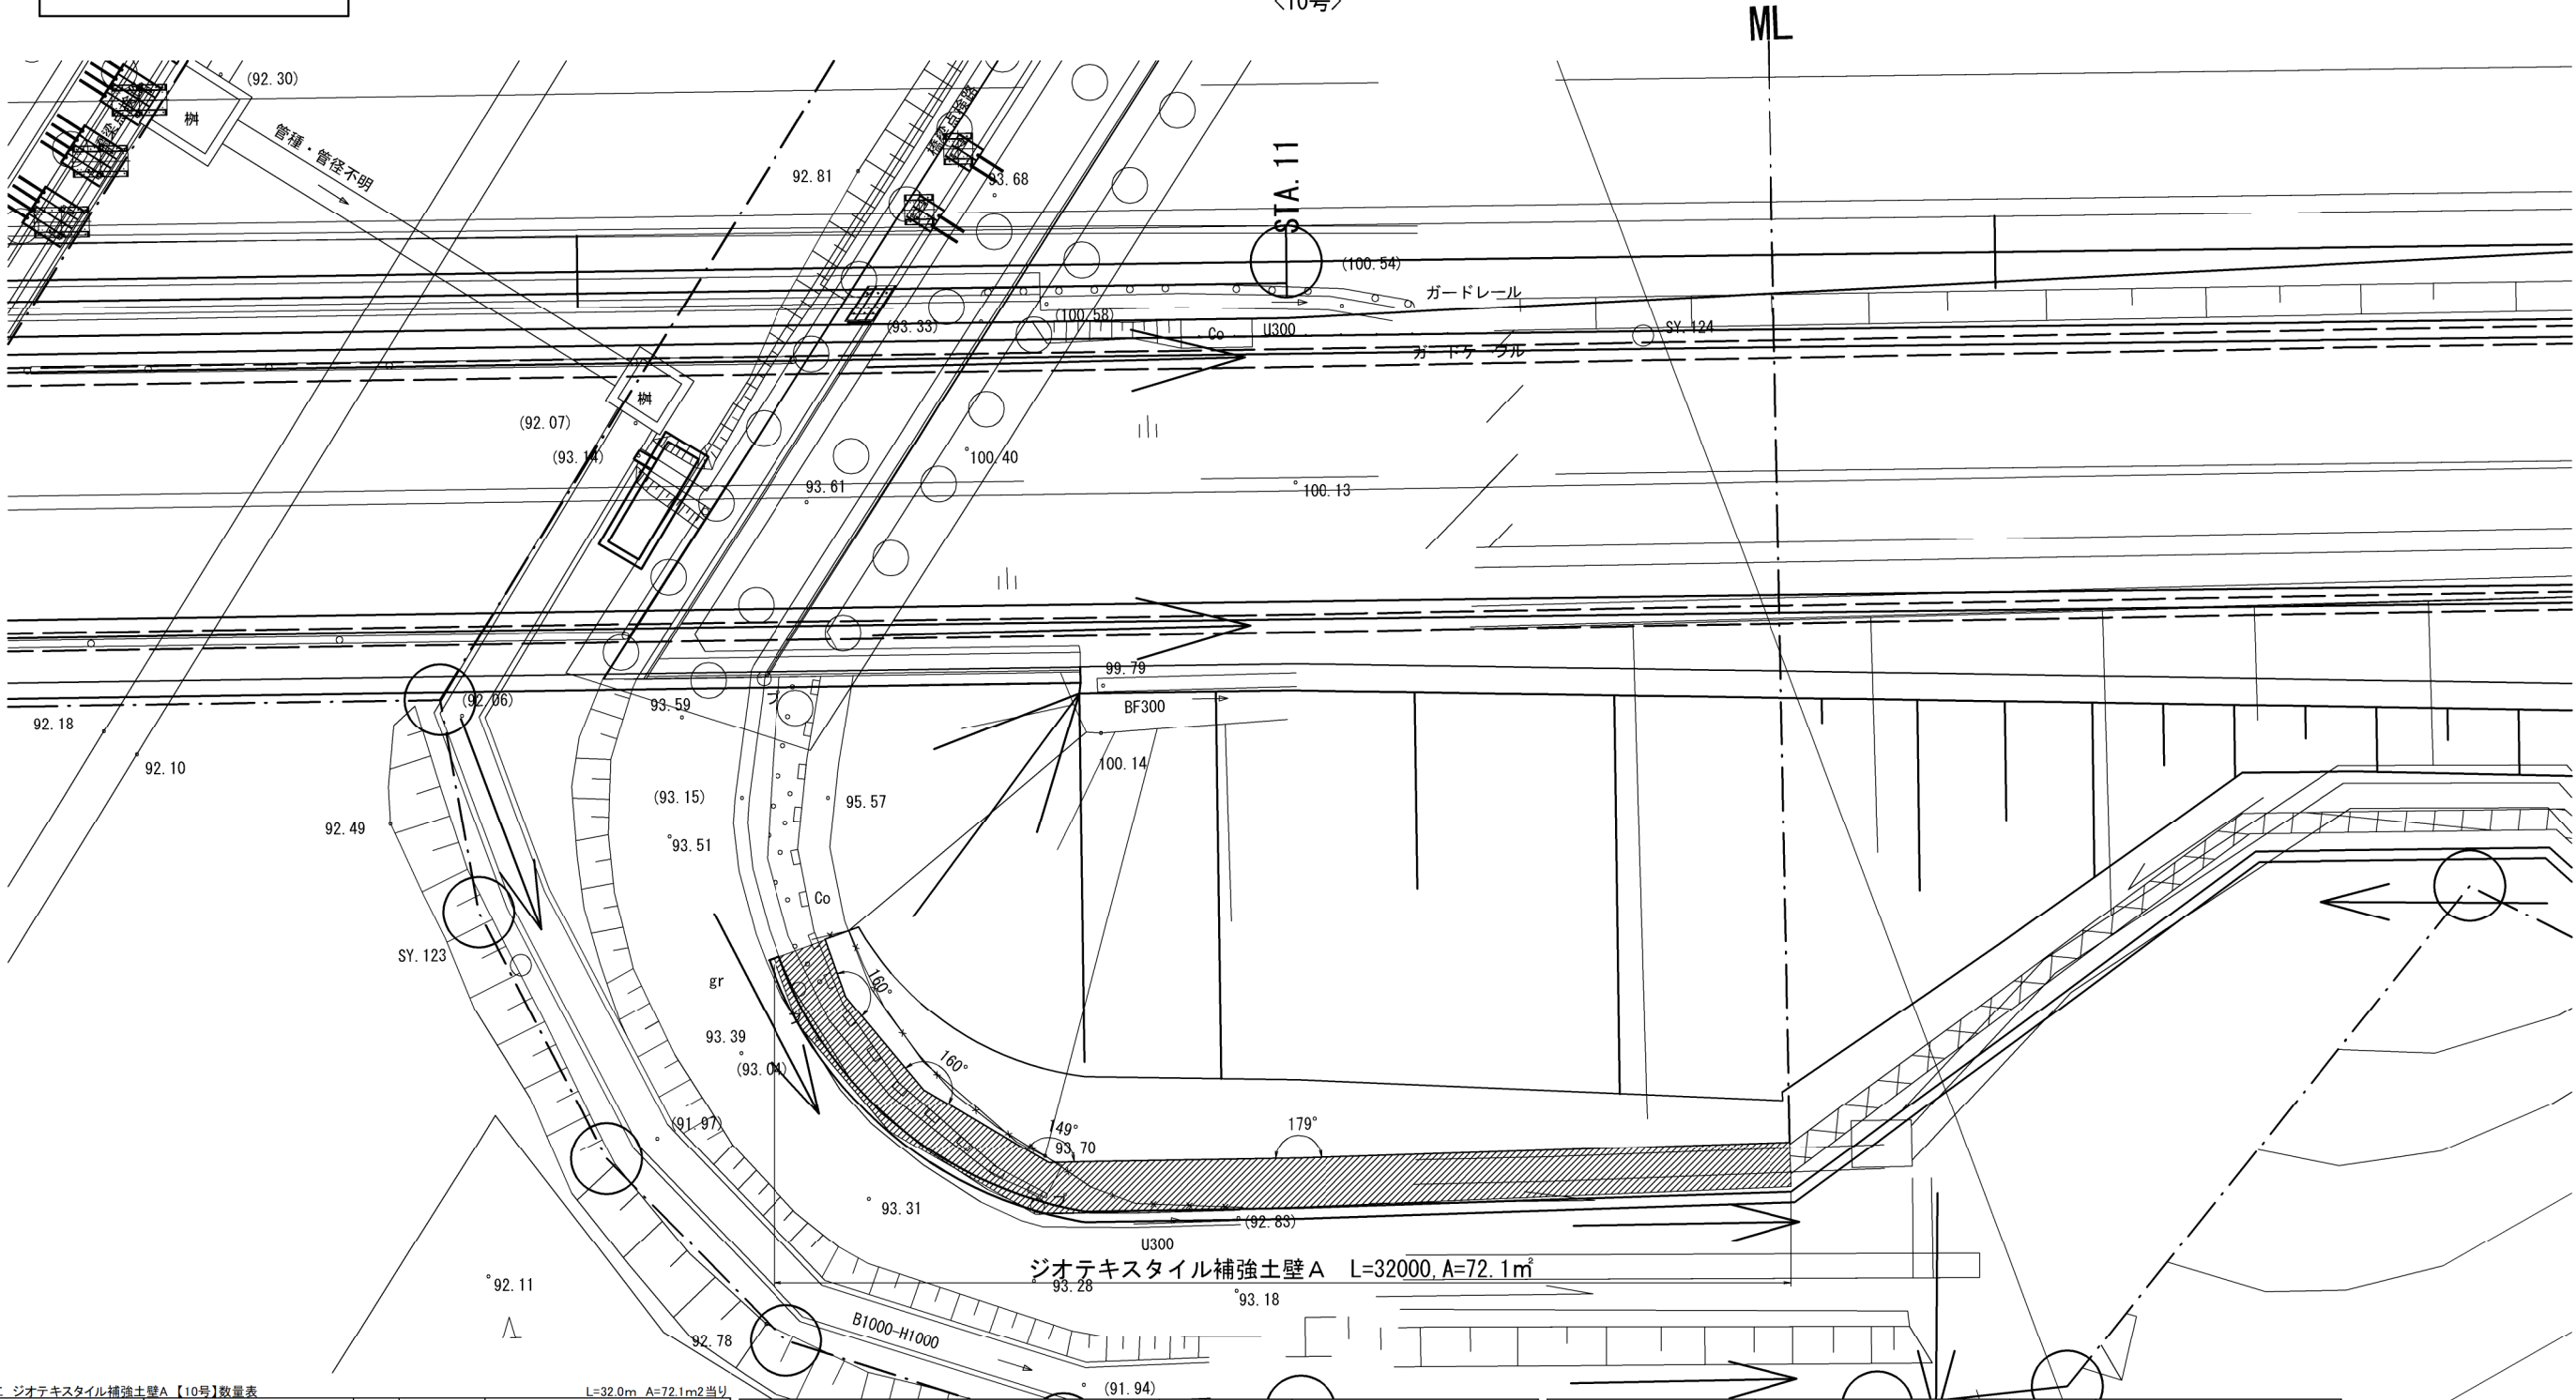 〈10号〉
ML
(92.30)
桝
橋梁点検路
管種・管径不明
92.81
93.68
STA.11
(100.54)
ガードレール
(100.58)
(93.33)
Co
U300
SY.124
ガードケーブル
桝
(92.07)
(93.14)
100.40
93.61
100.13
99.79
(92.06)
93.59
BF300
92.18
92.10
100.14
(93.15)
95.57
92.49
93.51
Co
SY.123
gr
160°
93.39
160°
(93.04)
(91.97)
149°
93.70
179°
93.31
(92.83)
U300
ジオテキスタイル補強土壁A L=32000,A=72.1㎡
92.11
93.28
93.18
B1000-H1000
92.78
(91.94)
ジオテキスタイル補強土壁A 【10号】数量表
L=32.0m A=72.1m2当り